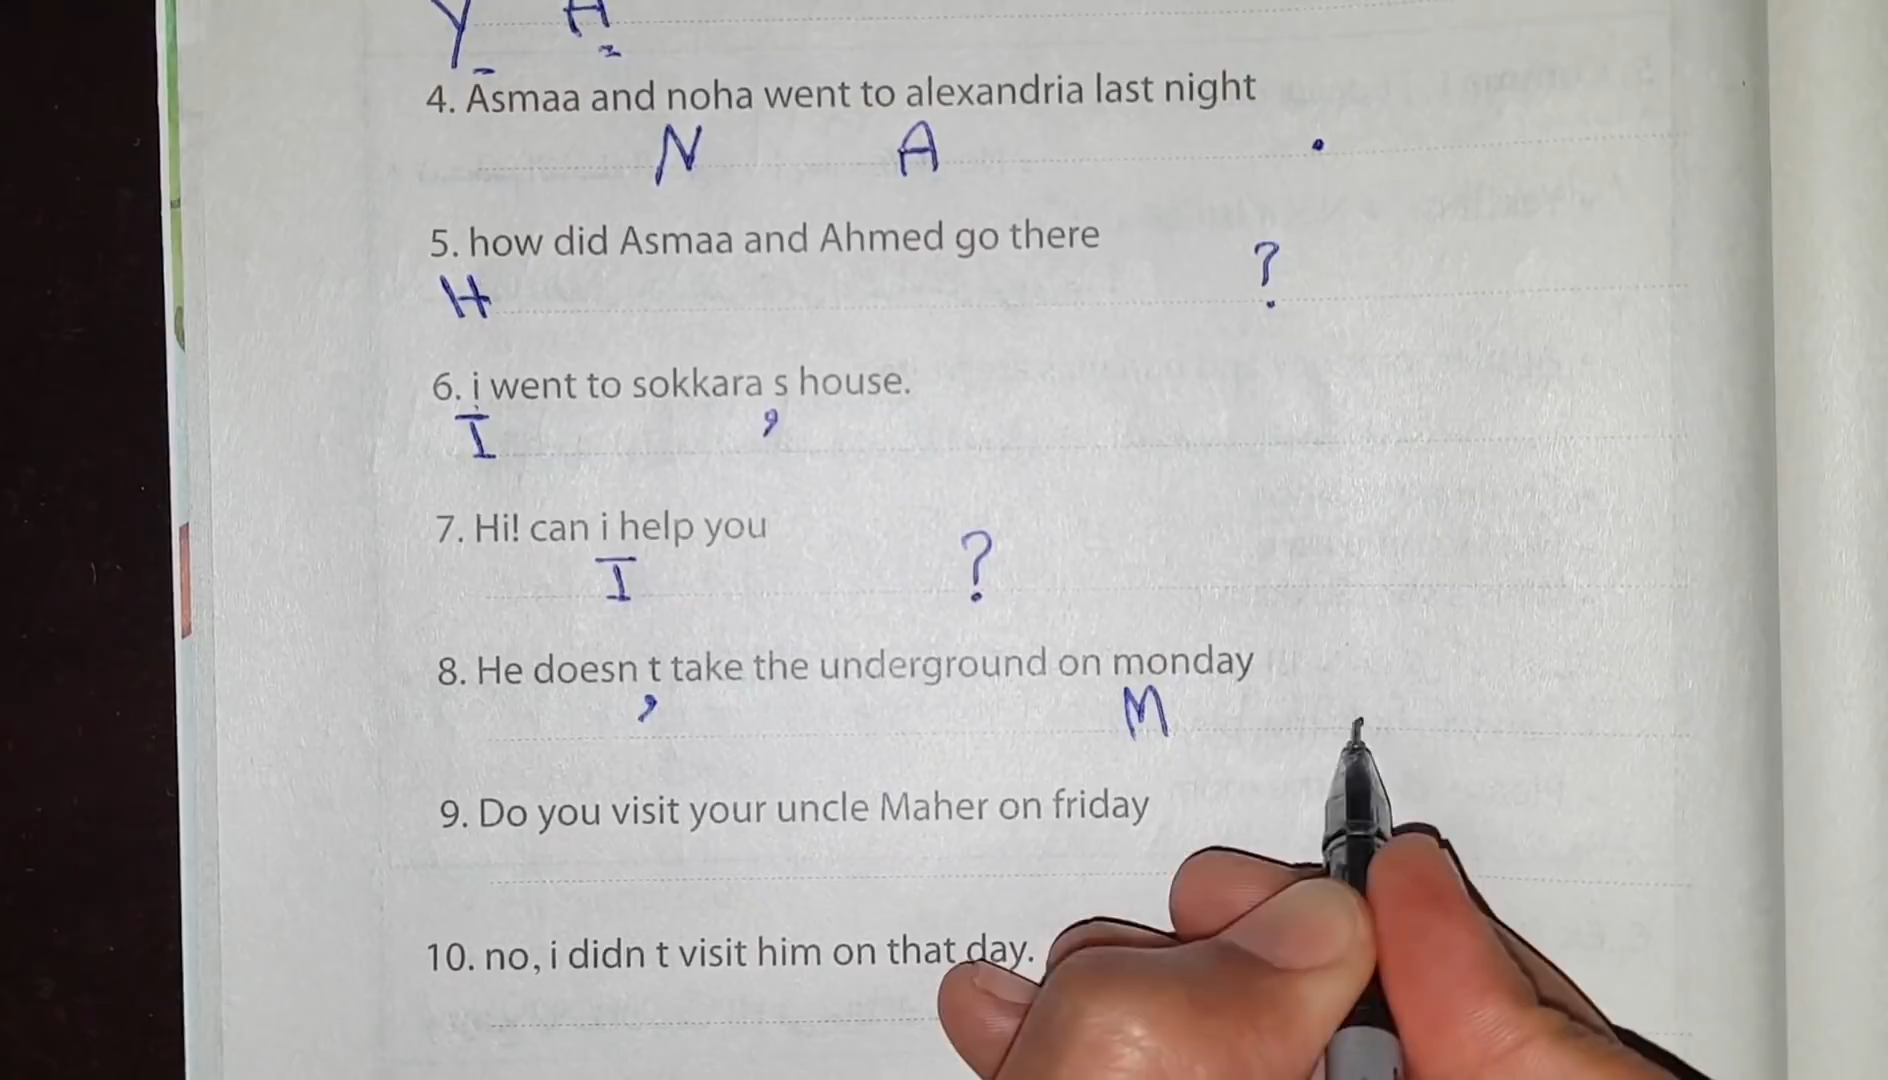 Y A
4. Asmaa and noha went to alexandria last night
N A .
5. how did Asmaa and Ahmed go there
H ?
6. i went to sokkara s house.
I ,
7. Hi! can i help you
I ?
8. He doesn t take the underground on monday
, M
9. Do you visit your uncle Maher on friday
10. no, i didn t visit him on that day.